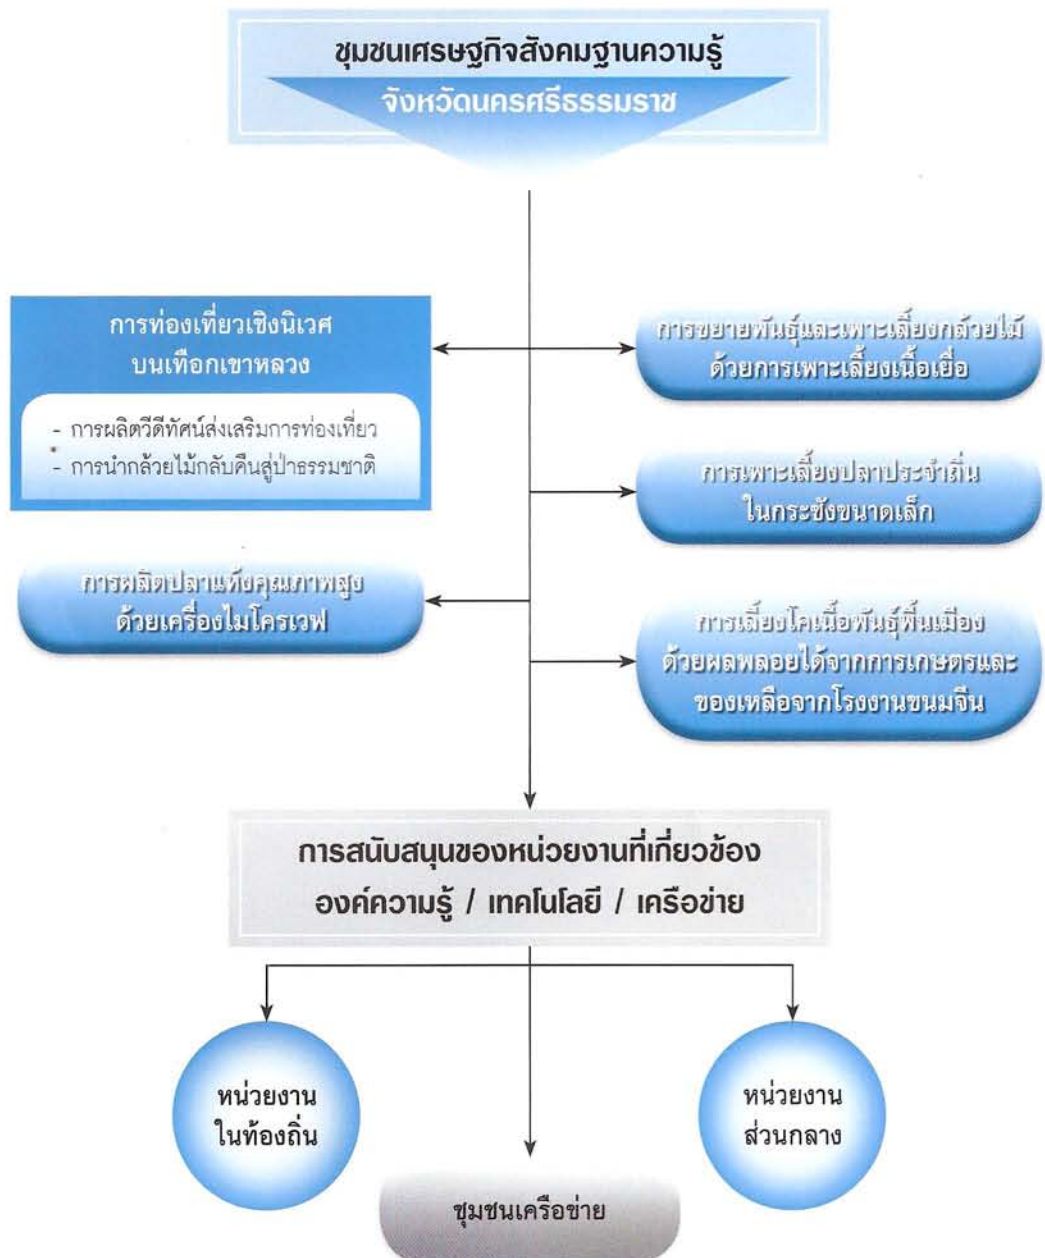 ชุมชนเศรษฐกิจสังคมฐานความรู้
จังหวัดนครศรีธรรมราช
การท่องเที่ยวเชิงนิเวศ
บนเทือกเขาหลวง
- การผลิตวีดีทัศน์ส่งเสริมการท่องเที่ยว
- การนำกล้วยไม้กลับคืนสู่ป่าธรรมชาติ
การขยายพันธุ์และเพาะเลี้ยงกล้วยไม้
ด้วยการเพาะเลี้ยงเนื้อเยื่อ
การเพาะเลี้ยงปลาประจำถิ่น
ในกระชังขนาดเล็ก
การผลิตปลาแห้งคุณภาพสูง
ด้วยเครื่องไมโครเวฟ
การเลี้ยงโคเนื้อพันธุ์พื้นเมือง
ด้วยผลพลอยได้จากการเกษตรและ
ของเหลือจากโรงงานขนมจีน
การสนับสนุนของหน่วยงานที่เกี่ยวข้อง
องค์ความรู้ / เทคโนโลยี / เครือข่าย
หน่วยงาน
ในท้องถิ่น
หน่วยงาน
ส่วนกลาง
ชุมชนเครือข่าย